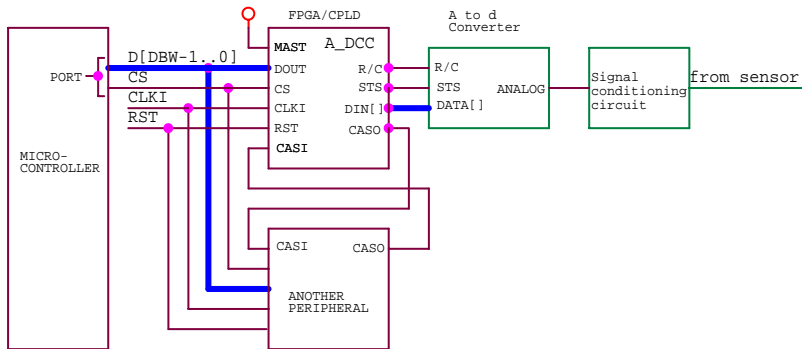 FPGA/CPLD
A to d
Converter
MAST
A_DCC
D[DBW-1..0]
DOUT
R/C
R/C
PORT
CS
CS
STS
STS
ANALOG
Signal
conditioning
circuit
from sensor
CLKI
CLKI
DIN[]
DATA[]
RST
RST
CASO
CASI
MICRO-
CONTROLLER
CASI
CASO
ANOTHER
PERIPHERAL